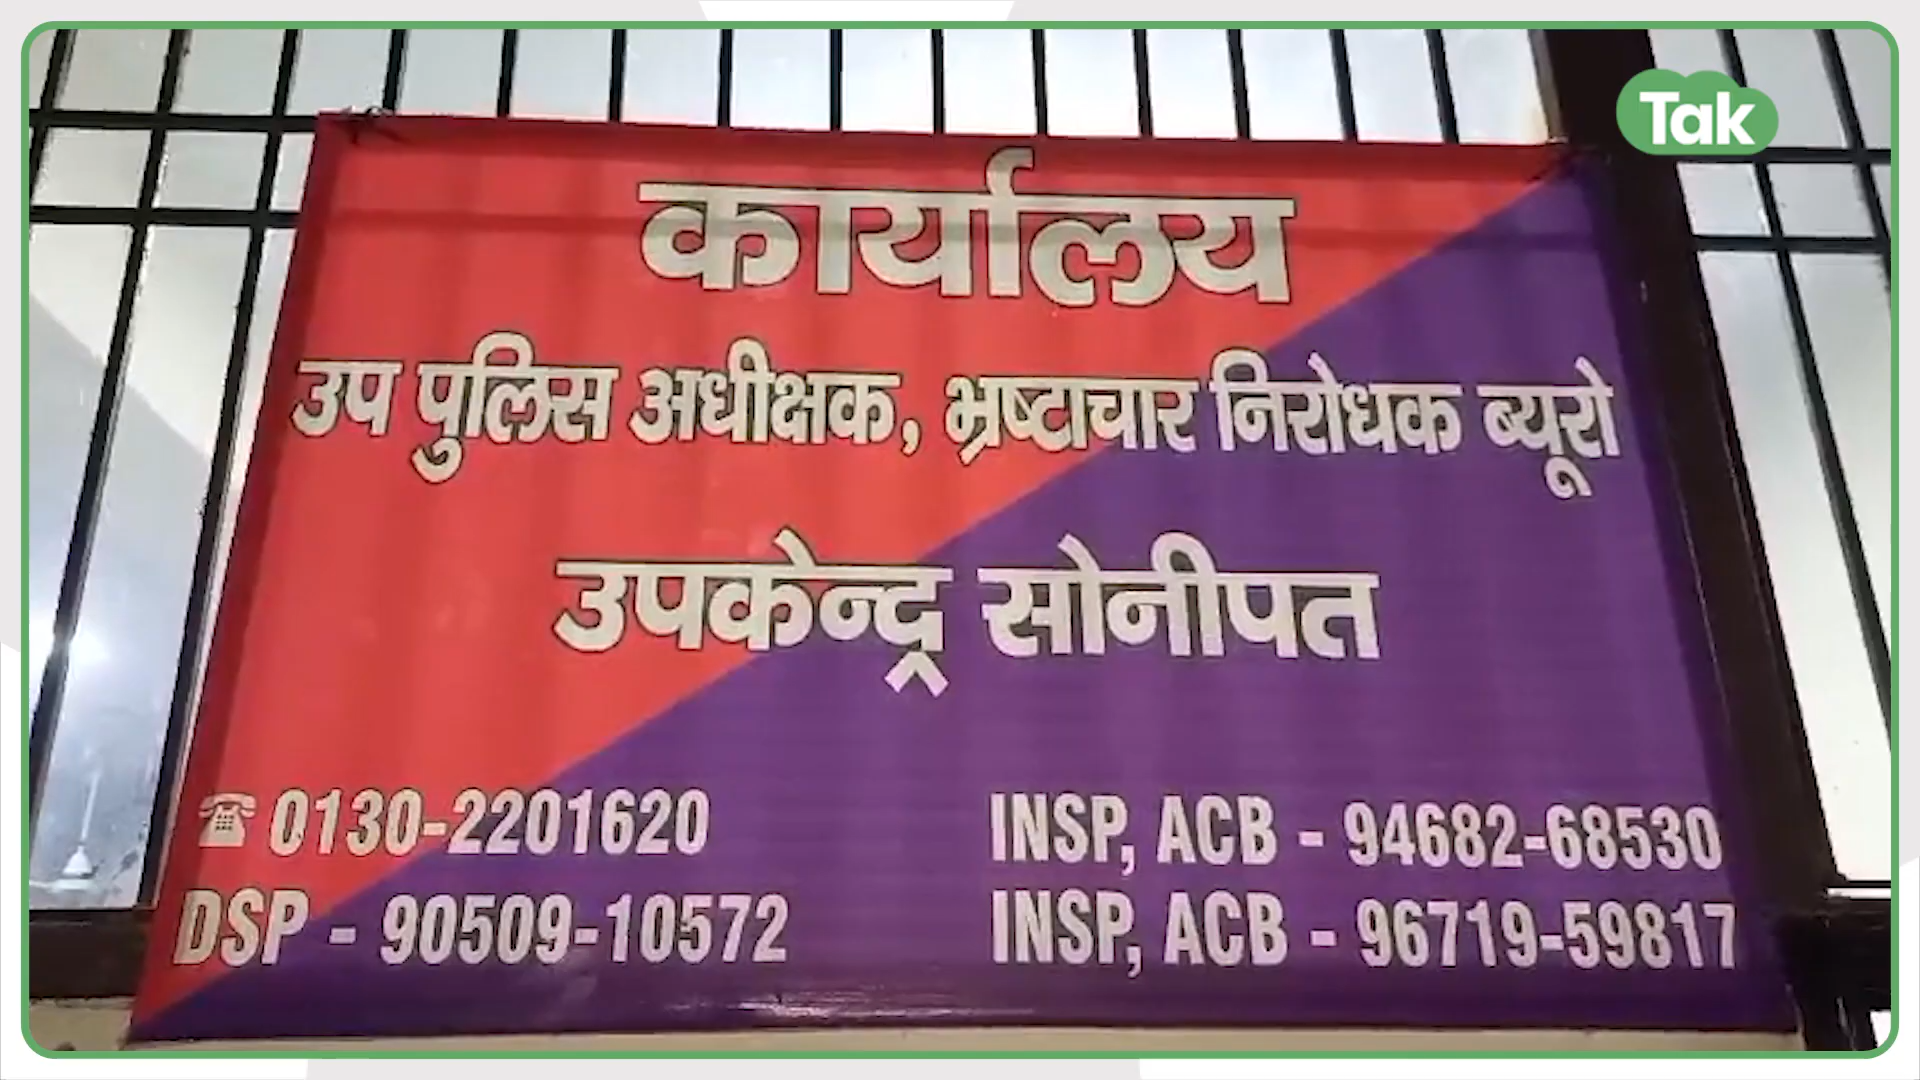 Tak
कार्यालय
उप पुलिस अधीक्षक, भ्रष्टाचार निरोधक ब्यूरो
उपकेन्द्र सोनीपत
☎ 0130-2201620
INSP, ACB - 94682-68530
DSP - 90509-10572
INSP, ACB - 96719-59817